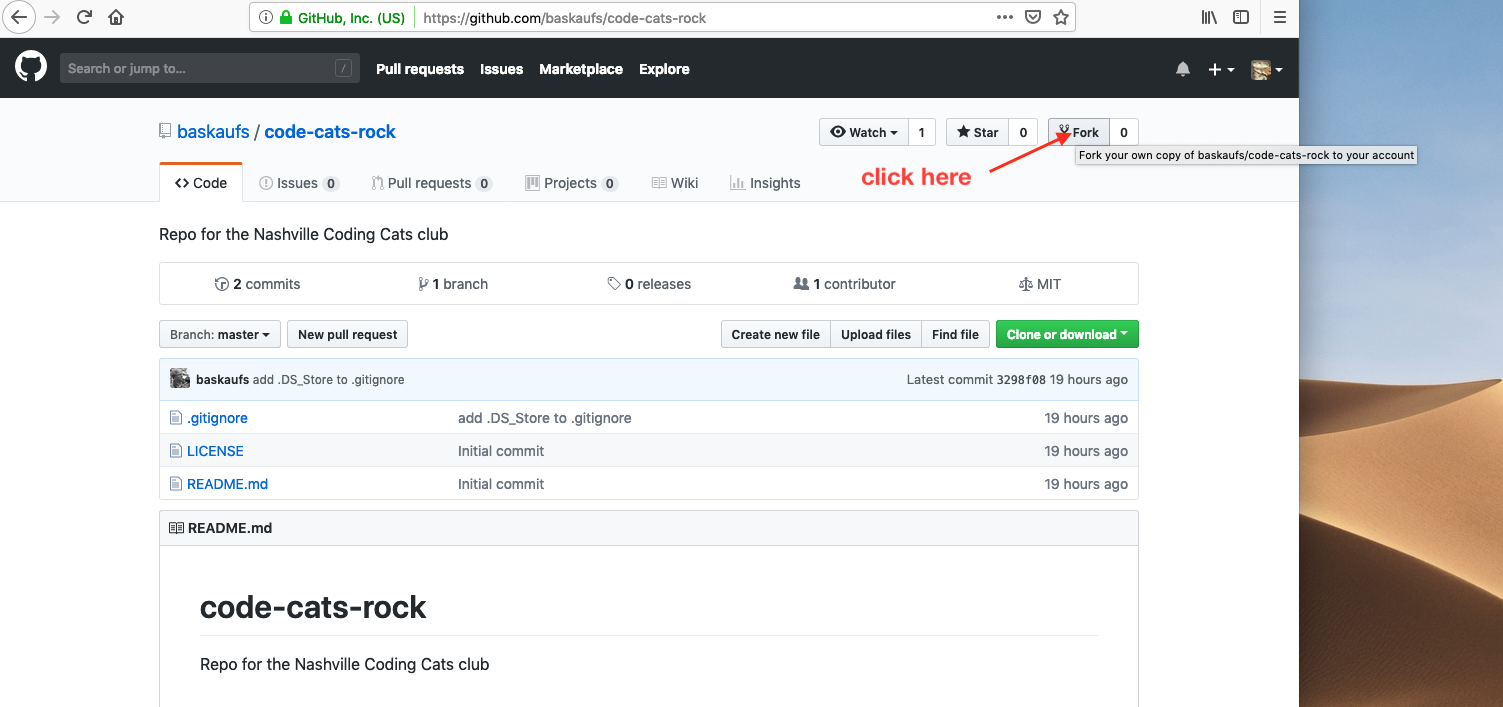 GitHub, Inc. (US) https://github.com/baskaufs/code-cats-rock
Search or jump to... / Pull requests Issues Marketplace Explore
baskaufs / code-cats-rock Watch 1 Star 0 Fork 0
Fork your own copy of baskaufs/code-cats-rock to your account
click here
Code Issues 0 Pull requests 0 Projects 0 Wiki Insights
Repo for the Nashville Coding Cats club
2 commits 1 branch 0 releases 1 contributor MIT
Branch: master New pull request Create new file Upload files Find file Clone or download
baskaufs add .DS_Store to .gitignore Latest commit 3298f08 19 hours ago
.gitignore add .DS_Store to .gitignore 19 hours ago
LICENSE Initial commit 19 hours ago
README.md Initial commit 19 hours ago
README.md
code-cats-rock
Repo for the Nashville Coding Cats club